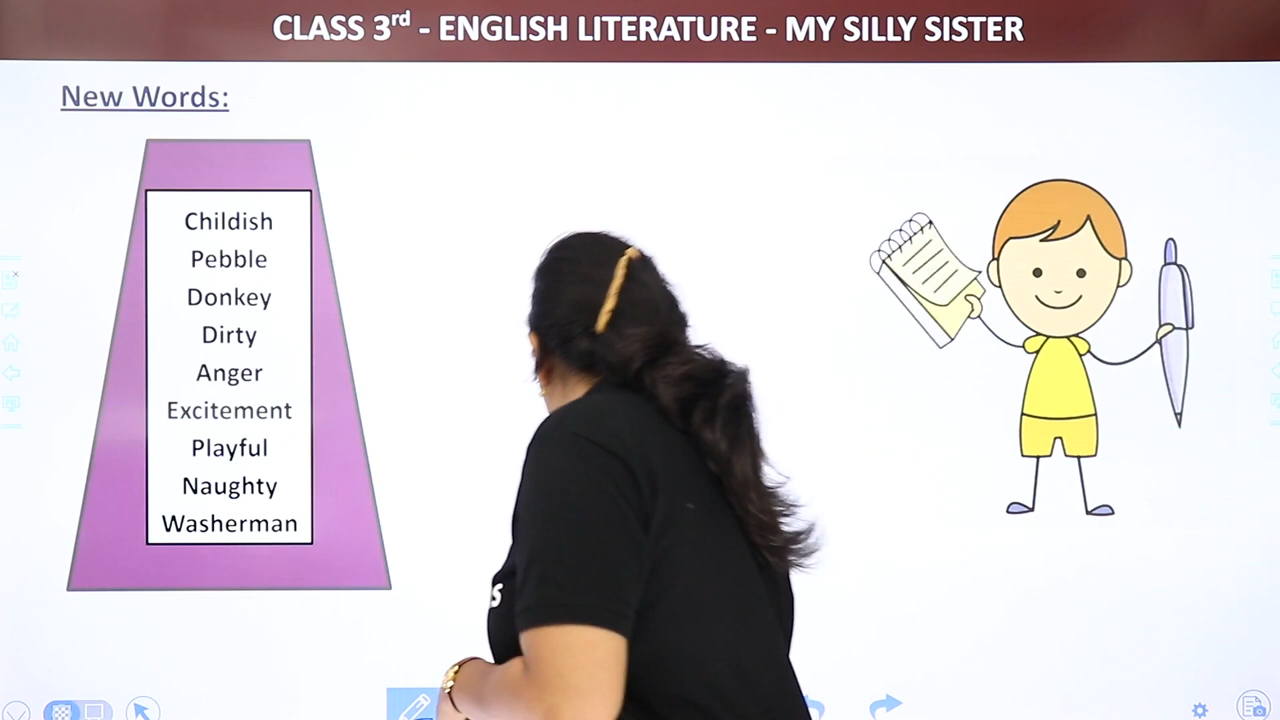 CLASS 3rd - ENGLISH LITERATURE - MY SILLY SISTER
New Words:
Childish
Pebble
Donkey
Dirty
Anger
Excitement
Playful
Naughty
Washerman